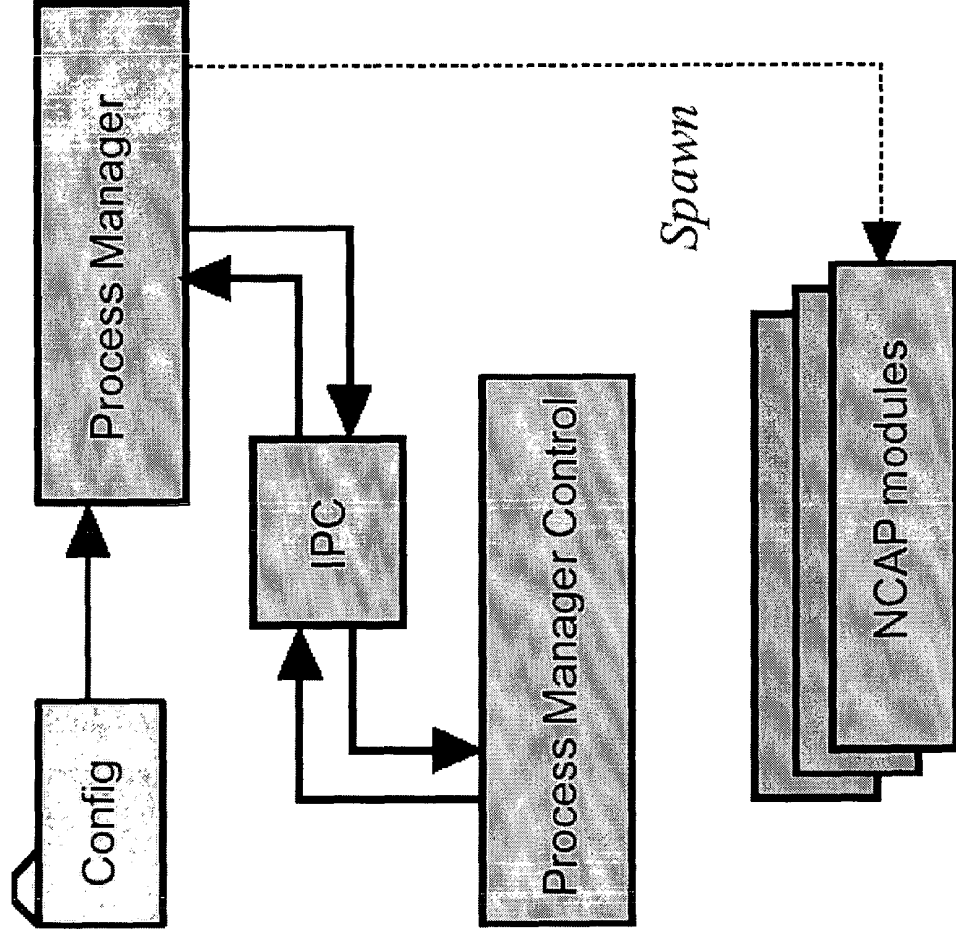 Config
Process Manager
IPC
Process Manager Control
Spawn
NCAP modules